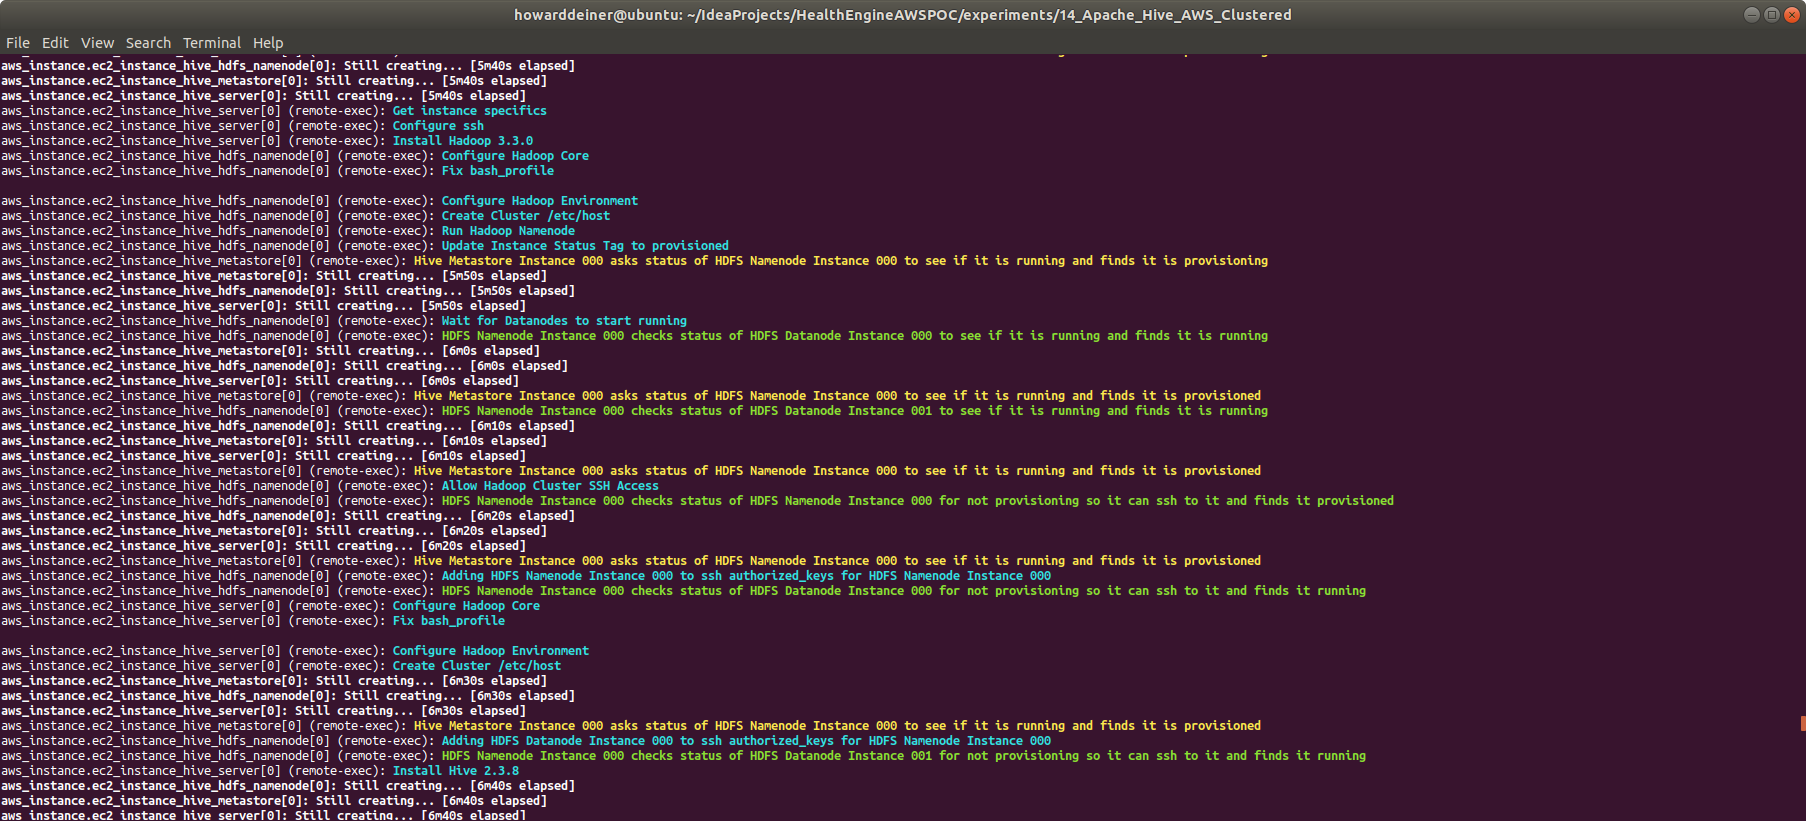 howarddeiner@ubuntu: ~/IdeaProjects/HealthEngineAWSPOC/experiments/14_Apache_Hive_AWS_Clustered
File Edit View Search Terminal Help
aws_instance.ec2_instance_hive_hdfs_namenode[0]: Still creating... [5m40s elapsed]
aws_instance.ec2_instance_hive_metastore[0]: Still creating... [5m40s elapsed]
aws_instance.ec2_instance_hive_server[0]: Still creating... [5m40s elapsed]
aws_instance.ec2_instance_hive_server[0] (remote-exec): Get instance specifics
aws_instance.ec2_instance_hive_server[0] (remote-exec): Configure ssh
aws_instance.ec2_instance_hive_server[0] (remote-exec): Install Hadoop 3.3.0
aws_instance.ec2_instance_hive_hdfs_namenode[0] (remote-exec): Configure Hadoop Core
aws_instance.ec2_instance_hive_hdfs_namenode[0] (remote-exec): Fix bash_profile
aws_instance.ec2_instance_hive_hdfs_namenode[0] (remote-exec): Configure Hadoop Environment
aws_instance.ec2_instance_hive_hdfs_namenode[0] (remote-exec): Create Cluster /etc/host
aws_instance.ec2_instance_hive_hdfs_namenode[0] (remote-exec): Run Hadoop Namenode
aws_instance.ec2_instance_hive_hdfs_namenode[0] (remote-exec): Update Instance Status Tag to provisioned
aws_instance.ec2_instance_hive_metastore[0] (remote-exec): Hive Metastore Instance 000 asks status of HDFS Namenode Instance 000 to see if it is running and finds it is provisioning
aws_instance.ec2_instance_hive_metastore[0]: Still creating... [5m50s elapsed]
aws_instance.ec2_instance_hive_hdfs_namenode[0]: Still creating... [5m50s elapsed]
aws_instance.ec2_instance_hive_server[0]: Still creating... [5m50s elapsed]
aws_instance.ec2_instance_hive_hdfs_namenode[0] (remote-exec): Wait for Datanodes to start running
aws_instance.ec2_instance_hive_hdfs_namenode[0] (remote-exec): HDFS Namenode Instance 000 checks status of HDFS Datanode Instance 000 to see if it is running and finds it is running
aws_instance.ec2_instance_hive_metastore[0]: Still creating... [6m0s elapsed]
aws_instance.ec2_instance_hive_hdfs_namenode[0]: Still creating... [6m0s elapsed]
aws_instance.ec2_instance_hive_server[0]: Still creating... [6m0s elapsed]
aws_instance.ec2_instance_hive_metastore[0] (remote-exec): Hive Metastore Instance 000 asks status of HDFS Namenode Instance 000 to see if it is running and finds it is provisioned
aws_instance.ec2_instance_hive_hdfs_namenode[0] (remote-exec): HDFS Namenode Instance 000 checks status of HDFS Datanode Instance 001 to see if it is running and finds it is running
aws_instance.ec2_instance_hive_hdfs_namenode[0]: Still creating... [6m10s elapsed]
aws_instance.ec2_instance_hive_metastore[0]: Still creating... [6m10s elapsed]
aws_instance.ec2_instance_hive_server[0]: Still creating... [6m10s elapsed]
aws_instance.ec2_instance_hive_metastore[0] (remote-exec): Hive Metastore Instance 000 asks status of HDFS Namenode Instance 000 to see if it is running and finds it is provisioned
aws_instance.ec2_instance_hive_hdfs_namenode[0] (remote-exec): Allow Hadoop Cluster SSH Access
aws_instance.ec2_instance_hive_hdfs_namenode[0] (remote-exec): HDFS Namenode Instance 000 checks status of HDFS Namenode Instance 000 for not provisioning so it can ssh to it and finds it provisioned
aws_instance.ec2_instance_hive_hdfs_namenode[0]: Still creating... [6m20s elapsed]
aws_instance.ec2_instance_hive_metastore[0]: Still creating... [6m20s elapsed]
aws_instance.ec2_instance_hive_server[0]: Still creating... [6m20s elapsed]
aws_instance.ec2_instance_hive_metastore[0] (remote-exec): Hive Metastore Instance 000 asks status of HDFS Namenode Instance 000 to see if it is running and finds it is provisioned
aws_instance.ec2_instance_hive_hdfs_namenode[0] (remote-exec): Adding HDFS Namenode Instance 000 to ssh authorized_keys for HDFS Namenode Instance 000
aws_instance.ec2_instance_hive_hdfs_namenode[0] (remote-exec): HDFS Namenode Instance 000 checks status of HDFS Datanode Instance 000 for not provisioning so it can ssh to it and finds it running
aws_instance.ec2_instance_hive_server[0] (remote-exec): Configure Hadoop Core
aws_instance.ec2_instance_hive_server[0] (remote-exec): Fix bash_profile
aws_instance.ec2_instance_hive_server[0] (remote-exec): Configure Hadoop Environment
aws_instance.ec2_instance_hive_server[0] (remote-exec): Create Cluster /etc/host
aws_instance.ec2_instance_hive_metastore[0]: Still creating... [6m30s elapsed]
aws_instance.ec2_instance_hive_hdfs_namenode[0]: Still creating... [6m30s elapsed]
aws_instance.ec2_instance_hive_server[0]: Still creating... [6m30s elapsed]
aws_instance.ec2_instance_hive_metastore[0] (remote-exec): Hive Metastore Instance 000 asks status of HDFS Namenode Instance 000 to see if it is running and finds it is provisioned
aws_instance.ec2_instance_hive_hdfs_namenode[0] (remote-exec): Adding HDFS Datanode Instance 000 to ssh authorized_keys for HDFS Namenode Instance 000
aws_instance.ec2_instance_hive_hdfs_namenode[0] (remote-exec): HDFS Namenode Instance 000 checks status of HDFS Datanode Instance 001 for not provisioning so it can ssh to it and finds it running
aws_instance.ec2_instance_hive_server[0] (remote-exec): Install Hive 2.3.8
aws_instance.ec2_instance_hive_hdfs_namenode[0]: Still creating... [6m40s elapsed]
aws_instance.ec2_instance_hive_metastore[0]: Still creating... [6m40s elapsed]
aws_instance.ec2_instance_hive_server[0]: Still creating... [6m40s elapsed]